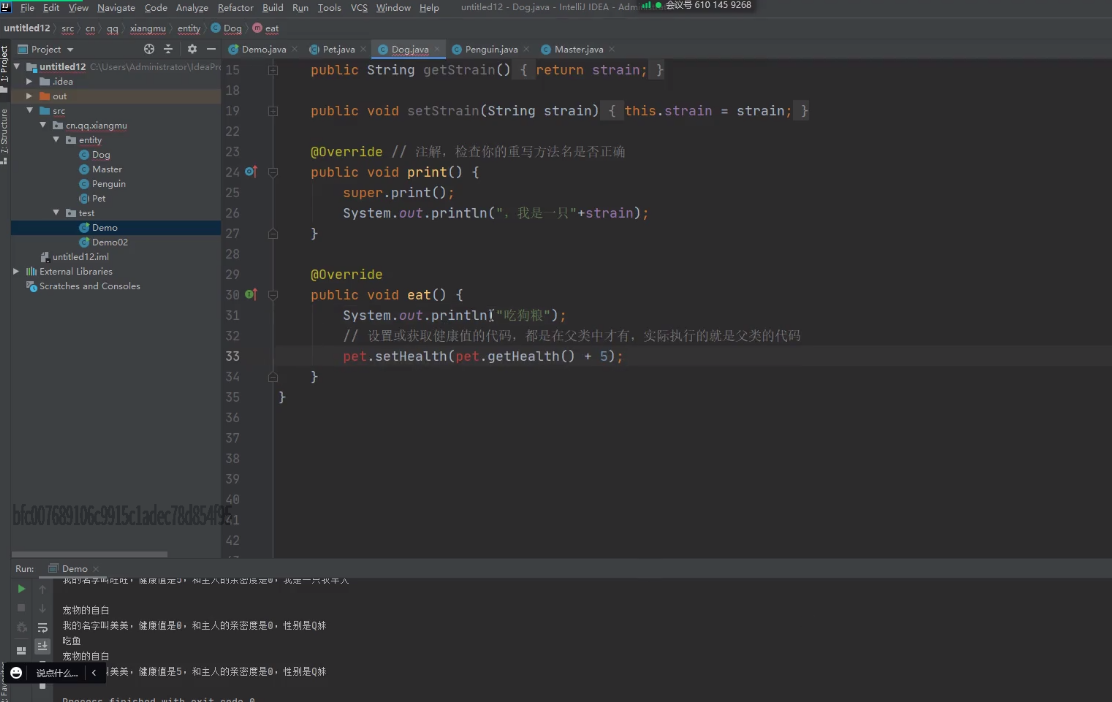 File Edit View Navigate Code Analyze Refactor Build Run Tools VCS Window Help untitled12 - Dog.java - IntelliJ IDEA - Adm 会议号 610 145 9268
untitled12 src cn qq xiangmu entity Dog eat
Project Demo.java Pet.java Dog.java Penguin.java Master.java
1: Project
Z: Structure
untitled12 C:\Users\Administrator\IdeaPro
.idea
out
src
cn.qq.xiangmu
entity
Dog
Master
Penguin
Pet
test
Demo
Demo02
untitled12.iml
External Libraries
Scratches and Consoles
15 public String getStrain() { return strain; }
18
19 public void setStrain(String strain) { this.strain = strain; }
22
23 @Override // 注解，检查你的重写方法名是否正确
24 public void print() {
25 super.print();
26 System.out.println("，我是一只"+strain);
27 }
28
29 @Override
30 public void eat() {
31 System.out.println("吃狗粮");
32 // 设置或获取健康值的代码，都是在父类中才有，实际执行的就是父类的代码
33 pet.setHealth(pet.getHealth() + 5);
34 }
35 }
36
37
38
39
40
41
42
bfc007689106c9915c1adec78d854f95
Run: Demo
我的名字叫旺旺，健康值是5，和主人的亲密度是0，我是一只
宠物的自白
我的名字叫美美，健康值是0，和主人的亲密度是0，性别是Q妹
吃鱼
宠物的自白
叫美美，健康值是5，和主人的亲密度是0，性别是Q妹
说点什么...
Process finished with exit code 0